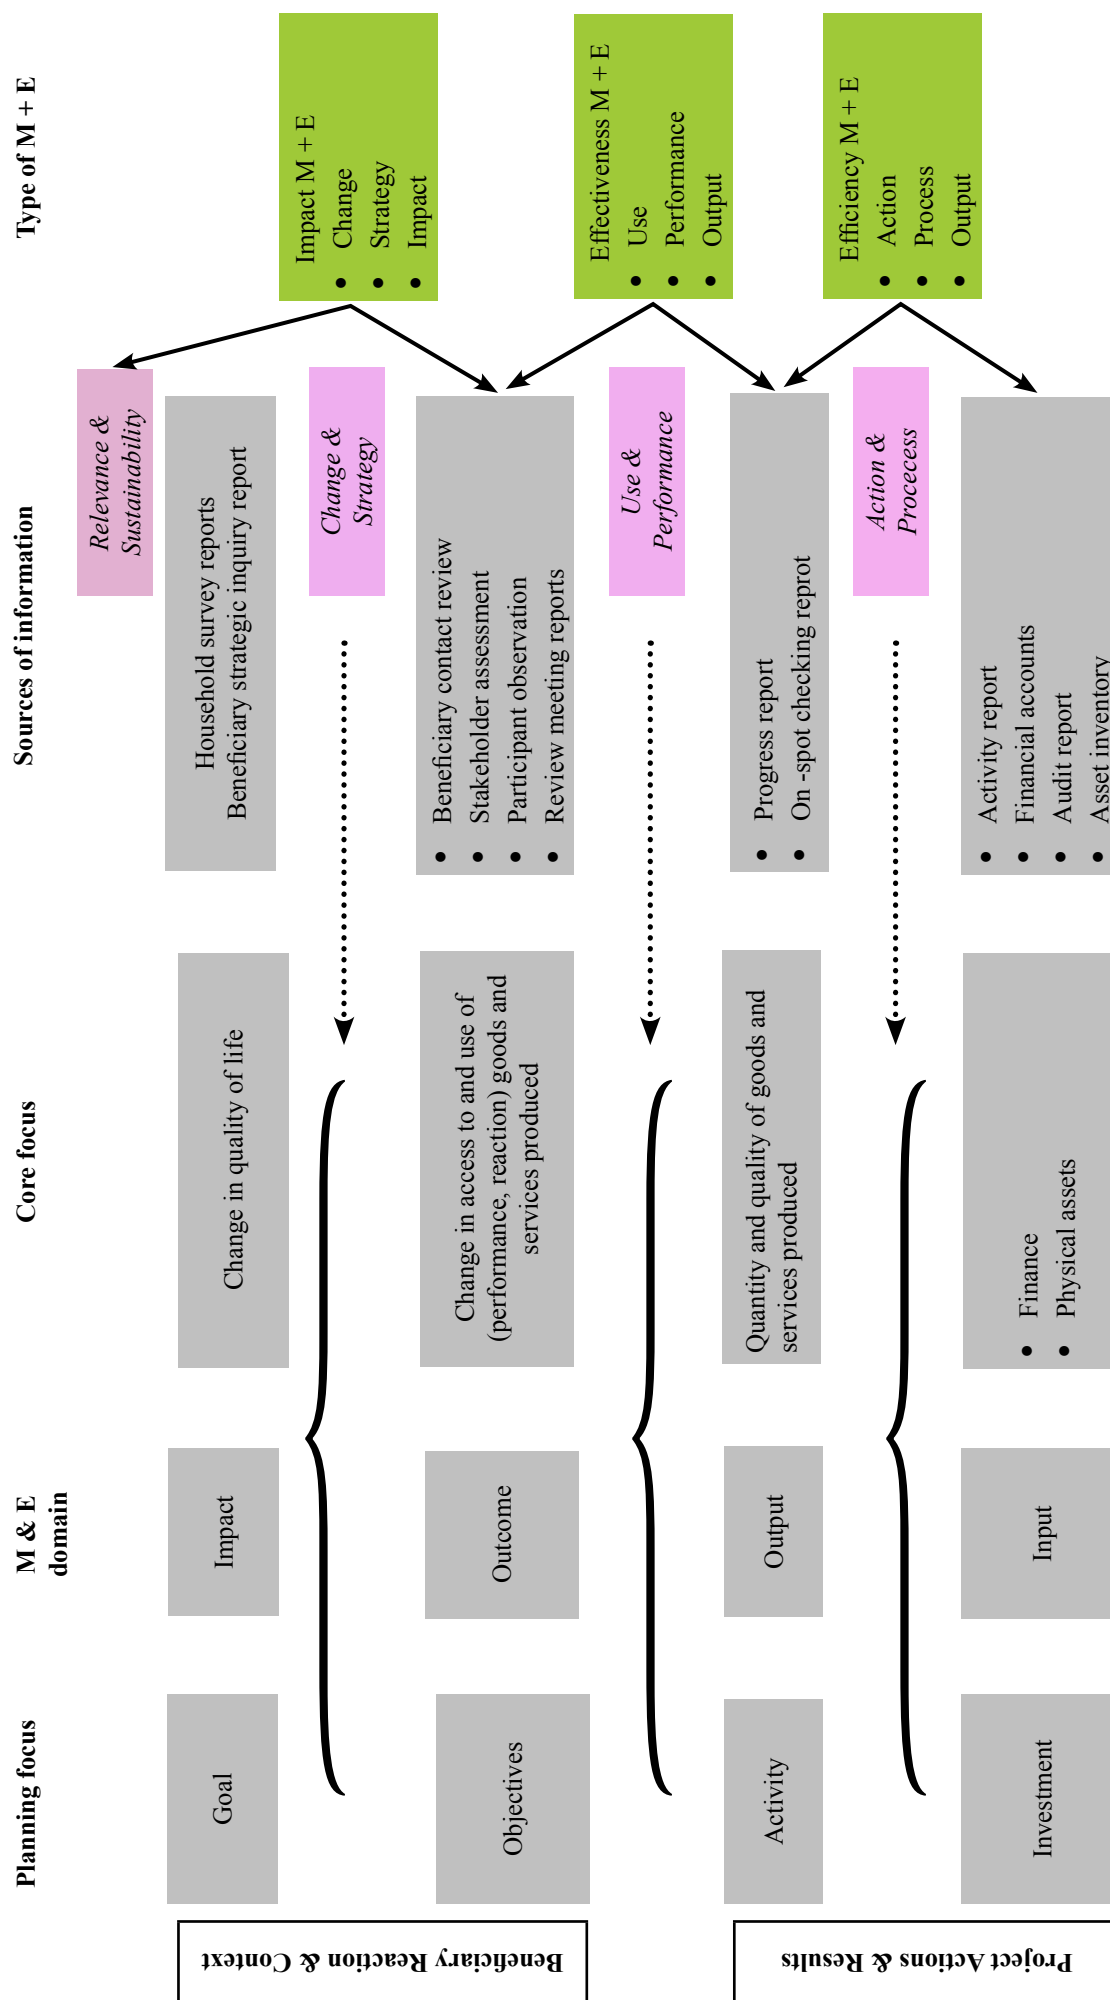 Planning focus
M & E
domain
Core focus
Sources of information
Type of M + E
Beneficiary Reaction & Context
Project Actions & Results
Relevance &
Sustainability
Goal
Impact
Change in quality of life
Household survey reports
Beneficiary strategic inquiry report
Change &
Strategy
Impact M + E
• Change
• Strategy
• Impact
Objectives
Outcome
Change in access to and use of
(performance, reaction) goods and
services produced
• Beneficiary contact review
• Stakeholder assessment
• Participant observation
• Review meeting reports
Use &
Performance
Effectiveness M + E
• Use
• Performance
• Output
Activity
Output
Quantity and quality of goods and
services produced
• Progress report
• On -spot checking reprot
Action &
Procecess
Efficiency M + E
• Action
• Process
• Output
Investment
Input
• Finance
• Physical assets
• Activity report
• Financial accounts
• Audit report
• Asset inventory